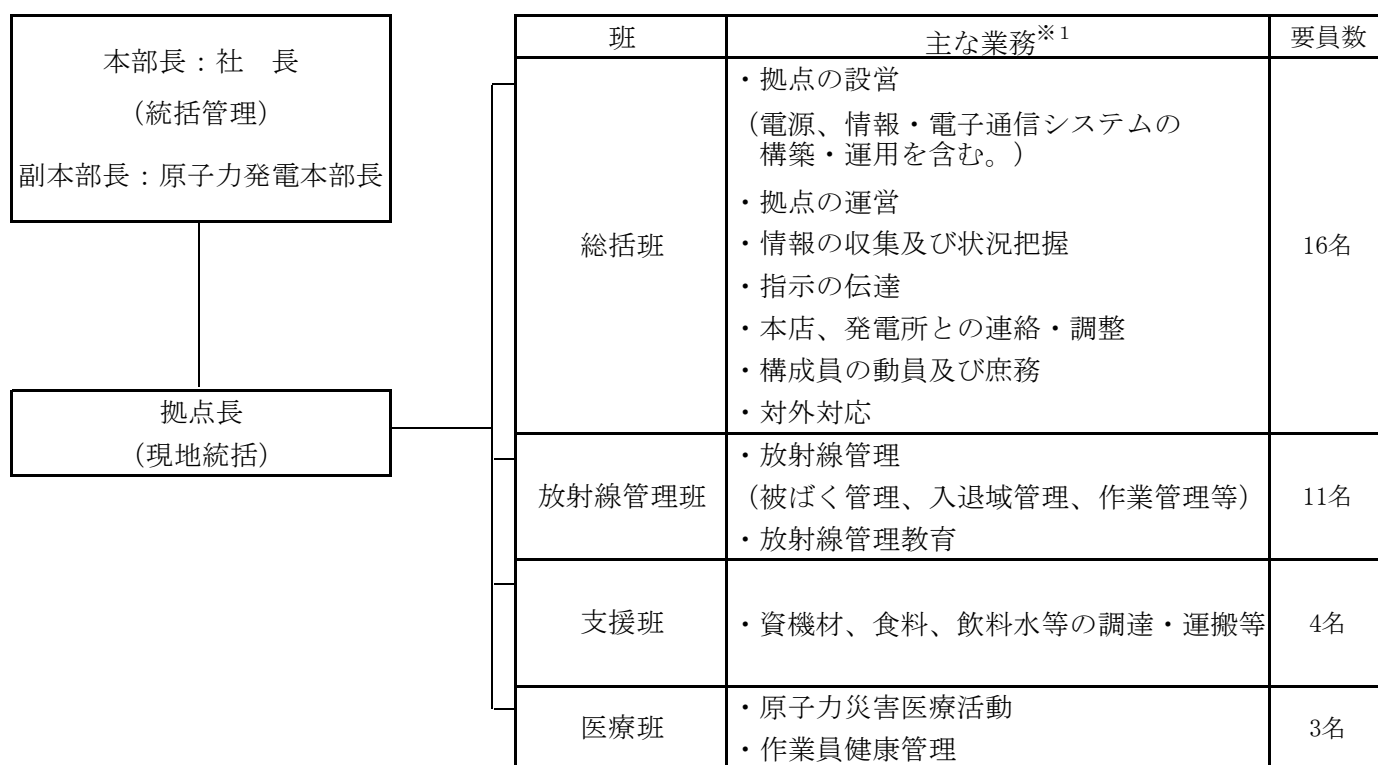 本部長：社　長
（統括管理）
副本部長：原子力発電本部長
拠点長
（現地統括）
班
主な業務※１
要員数
総括班
・拠点の設営
（電源、情報・電子通信システムの
構築・運用を含む。）
・拠点の運営
・情報の収集及び状況把握
・指示の伝達
・本店、発電所との連絡・調整
・構成員の動員及び庶務
・対外対応
16名
放射線管理班
・放射線管理
（被ばく管理、入退域管理、作業管理等）
・放射線管理教育
11名
支援班
・資機材、食料、飲料水等の調達・運搬等
4名
医療班
・原子力災害医療活動
・作業員健康管理
3名